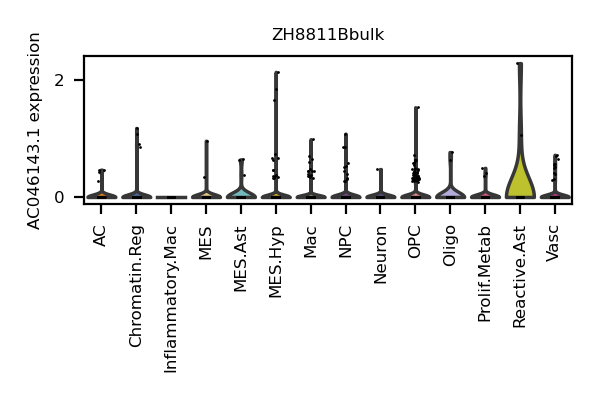 ZH8811Bbulk
AC046143.1 expression
2
0
AC
Chromatin.Reg
Inflammatory.Mac
MES
MES.Ast
MES.Hyp
Mac
NPC
Neuron
OPC
Oligo
Prolif.Metab
Reactive.Ast
Vasc